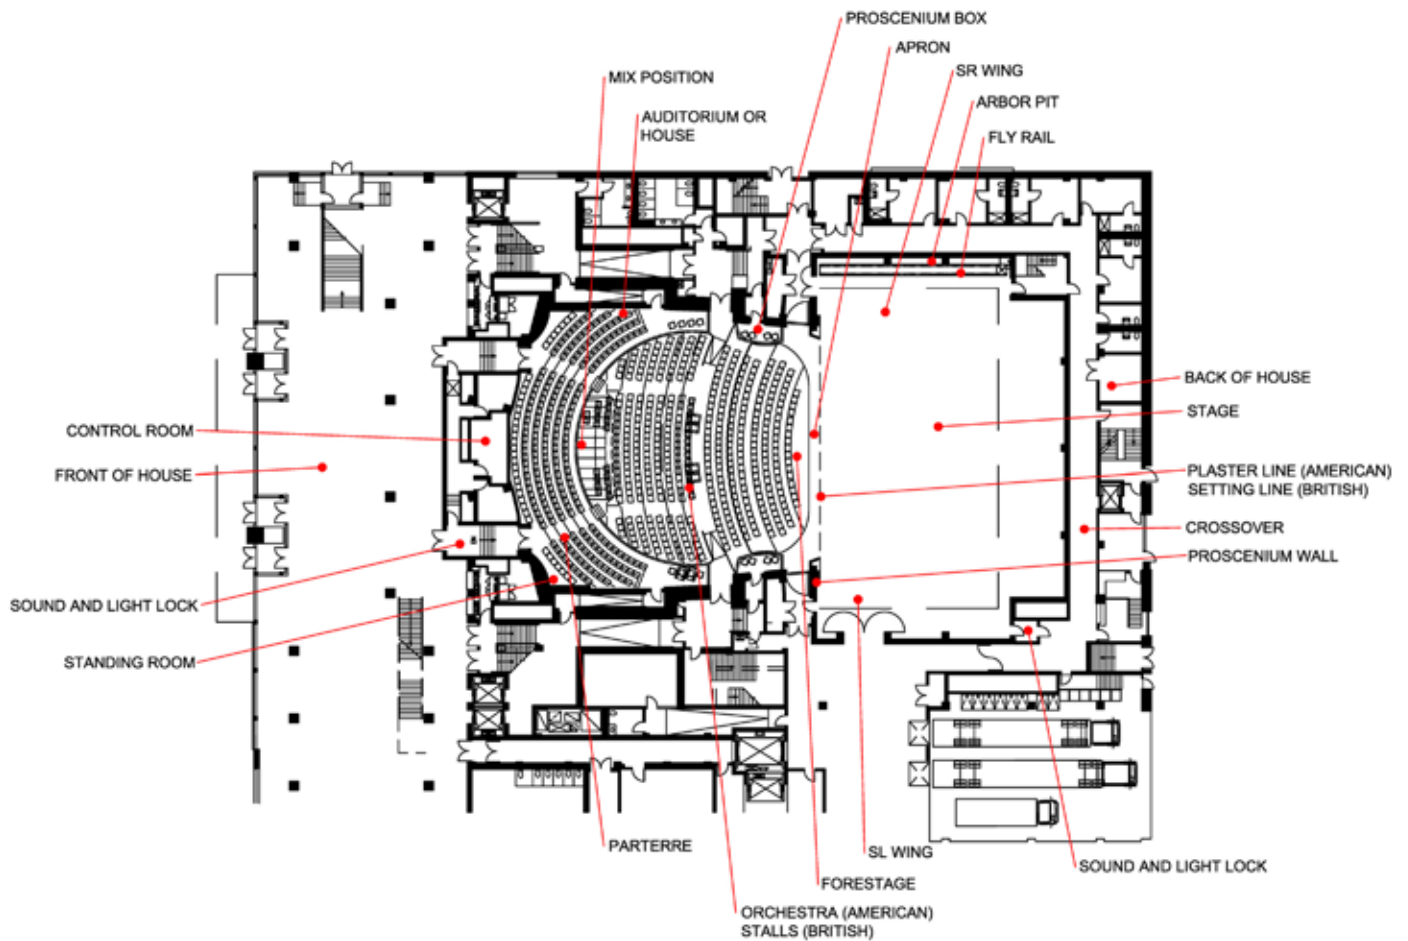 PROSCENIUM BOX
APRON
SR WING
MIX POSITION
ARBOR PIT
AUDITORIUM OR
HOUSE
FLY RAIL
BACK OF HOUSE
STAGE
CONTROL ROOM
FRONT OF HOUSE
PLASTER LINE (AMERICAN)
SETTING LINE (BRITISH)
CROSSOVER
PROSCENIUM WALL
SOUND AND LIGHT LOCK
STANDING ROOM
PARTERRE
SL WING
SOUND AND LIGHT LOCK
FORESTAGE
ORCHESTRA (AMERICAN)
STALLS (BRITISH)